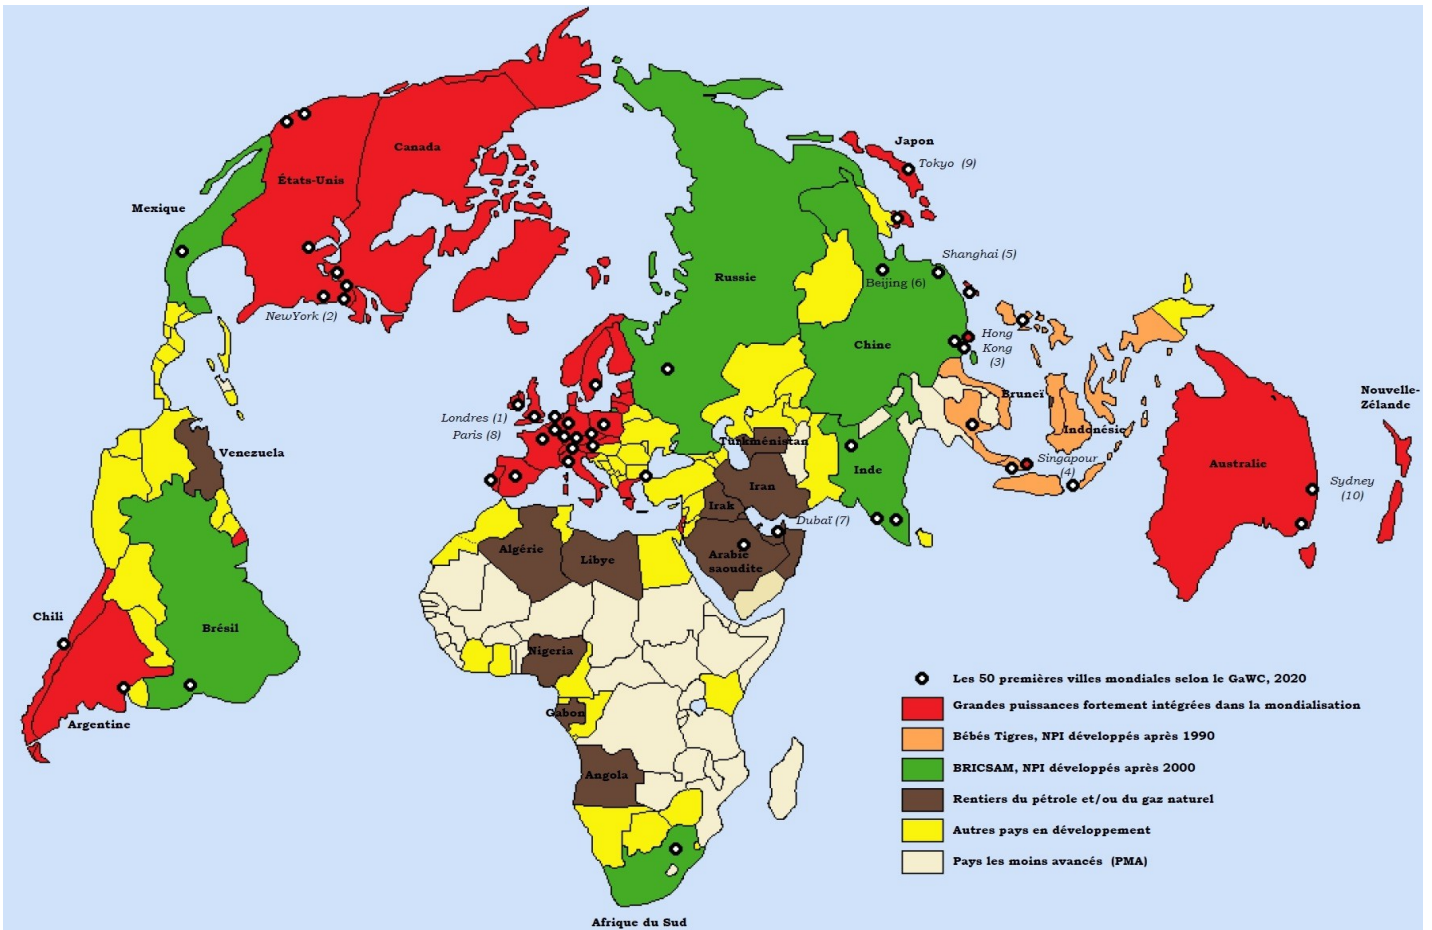 Canada
Japon
Tokyo (9)
États-Unis
Mexique
Shanghai (5)
Russie
Beijing (6)
NewYork (2)
Hong
Kong
(3)
Chine
Nouvelle-
Zélande
Bruneï
Londres (1)
Paris (8)
Indonésie
Turkménistan
Venezuela
Inde
Singapour
(4)
Australie
Iran
Sydney
(10)
Irak
Dubaï (7)
Algérie
Libye
Arabie
saoudite
Chili
Brésil
Nigeria
Gabon
Argentine
Angola
Afrique du Sud
Les 50 premières villes mondiales selon le GaWC, 2020
Grandes puissances fortement intégrées dans la mondialisation
Bébés Tigres, NPI développés après 1990
BRICSAM, NPI développés après 2000
Rentiers du pétrole et/ou du gaz naturel
Autres pays en développement
Pays les moins avancés (PMA)